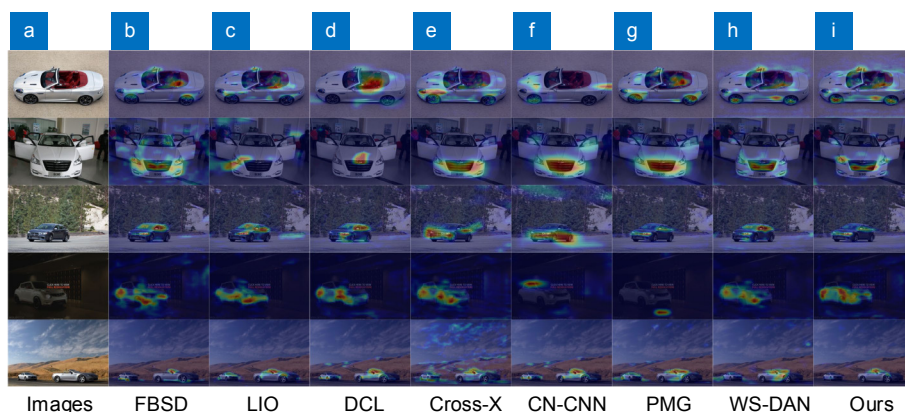 a b c d e f g h i
Images FBSD LIO DCL Cross-X CN-CNN PMG WS-DAN Ours